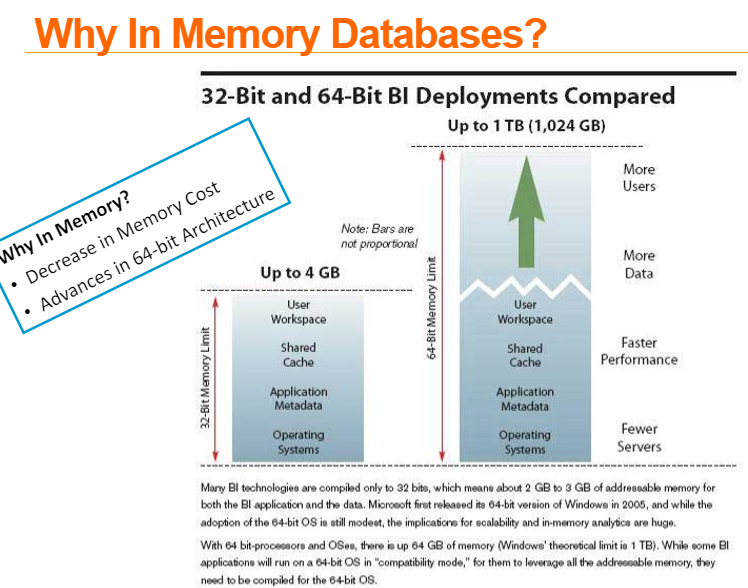 Why In Memory Databases?
32-Bit and 64-Bit BI Deployments Compared
Up to 1 TB (1,024 GB)
Why In Memory?
• Decrease in Memory Cost
• Advances in 64-bit Architecture
Note: Bars are
not proportional
Up to 4 GB
32-Bit Memory Limit
User
Workspace
Shared
Cache
Application
Metadata
Operating
Systems
64-Bit Memory Limit
User
Workspace
Shared
Cache
Application
Metadata
Operating
Systems
More
Users
More
Data
Faster
Performance
Fewer
Servers
Many BI technologies are compiled only to 32 bits, which means about 2 GB to 3 GB of addressable memory for
both the BI application and the data. Microsoft first released its 64-bit version of Windows in 2005, and while the
adoption of the 64-bit OS is still modest, the implications for scalability and in-memory analytics are huge.
With 64 bit-processors and OSes, there is up 64 GB of memory (Windows' theoretical limit is 1 TB). While some BI
applications will run on a 64-bit OS in "compatibility mode," for them to leverage all the addressable memory, they
need to be compiled for the 64-bit OS.